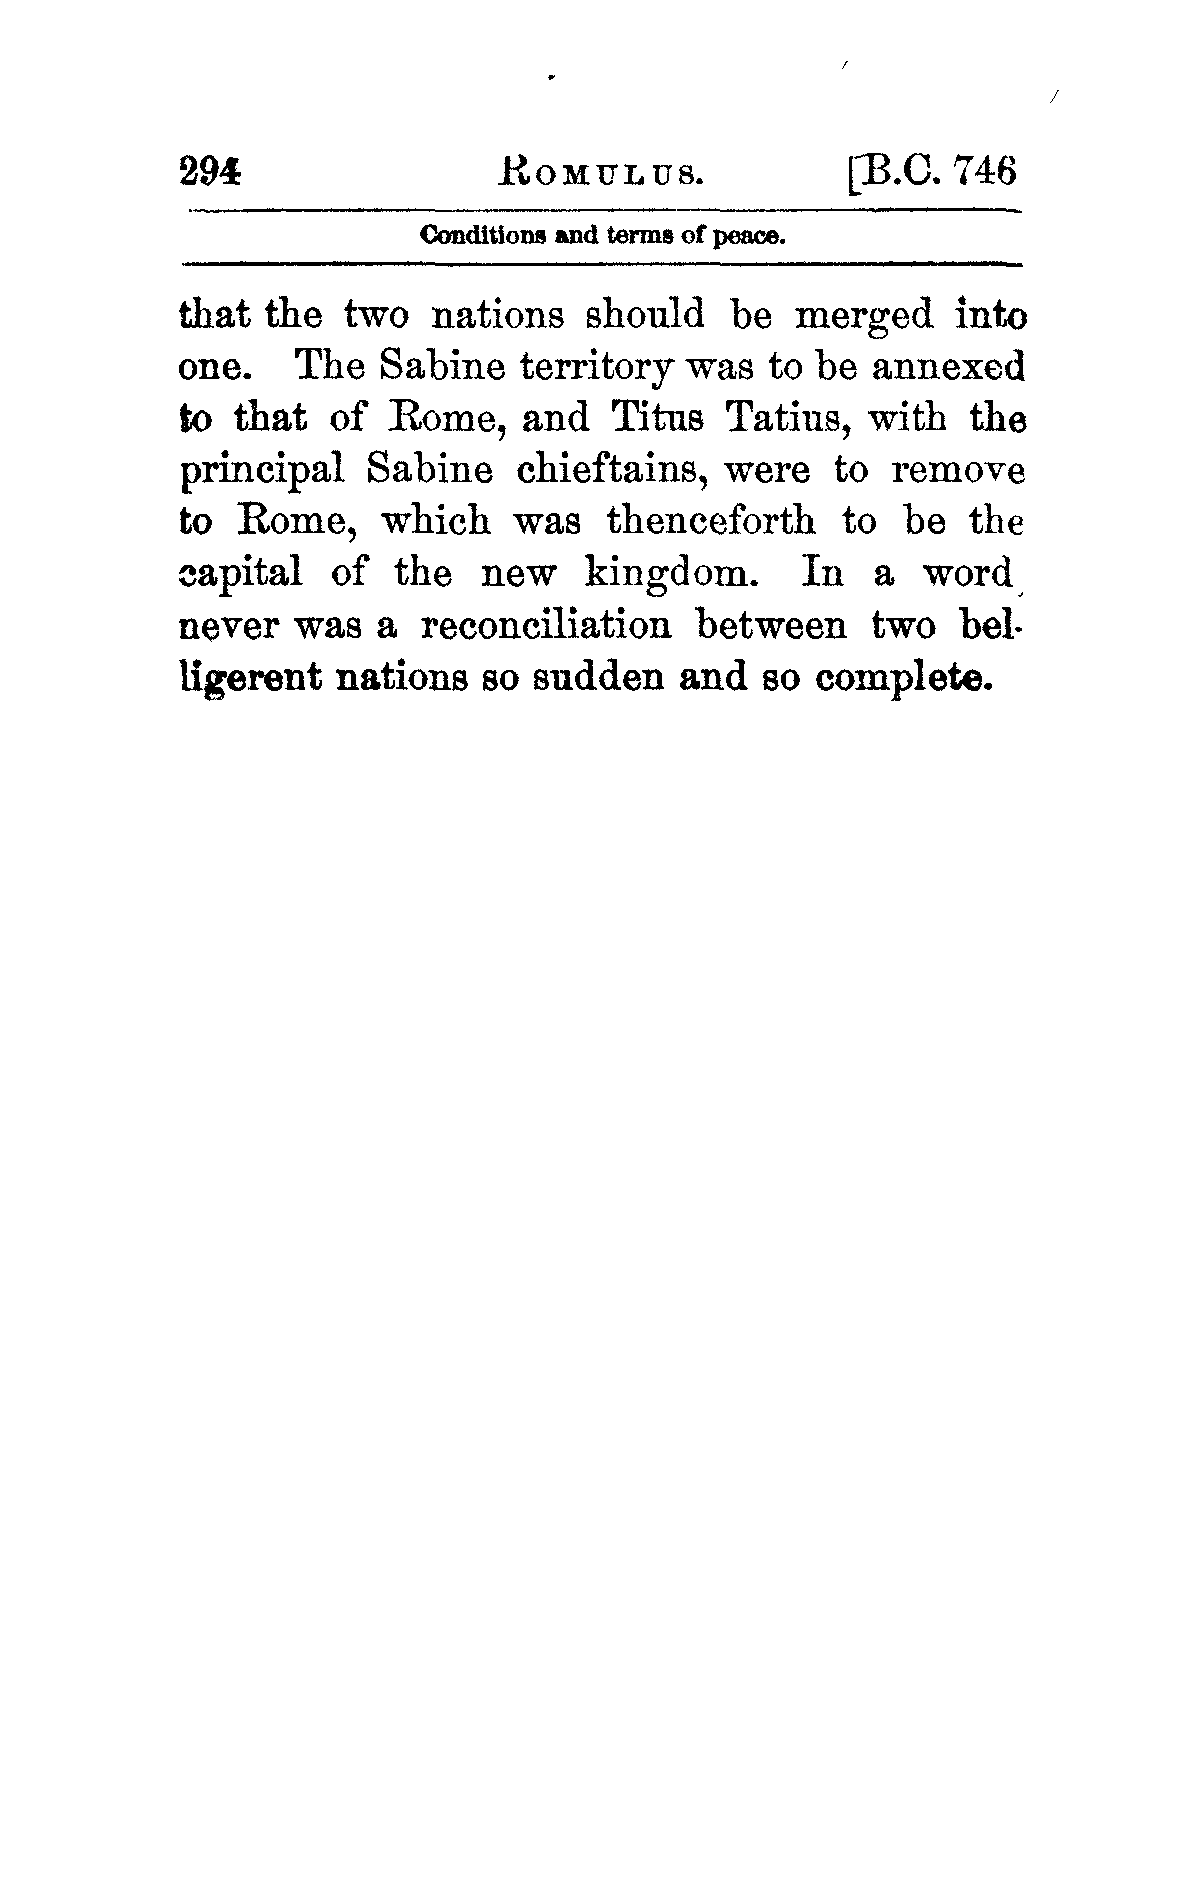 294 ROMULUS. [B.C. 746
Conditions and terms of peace.
that the two nations should be merged into
one. The Sabine territory was to be annexed
to that of Rome, and Titus Tatius, with the
principal Sabine chieftains, were to remove
to Rome, which was thenceforth to be the
capital of the new kingdom. In a word,
never was a reconciliation between two bel-
ligerent nations so sudden and so complete.